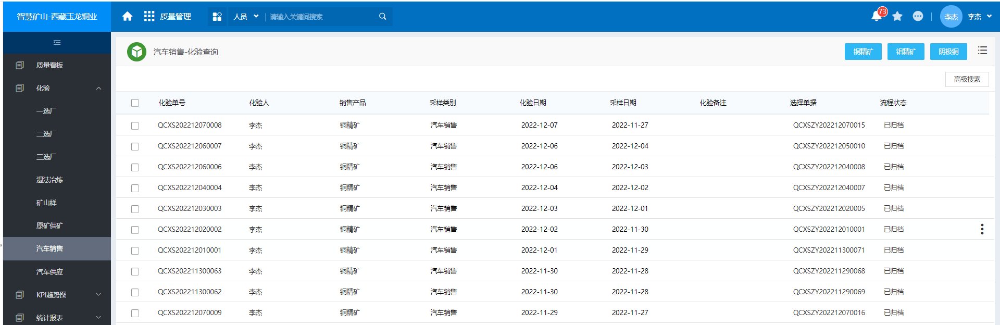 智慧矿山-西藏玉龙铜业
质量管理
人员
请输入关键词搜索
73
李杰
李杰
质量看板
化验
一选厂
二选厂
三选厂
湿法冶炼
矿山样
原矿供矿
汽车销售
汽车供应
KPI趋势图
统计报表
汽车销售-化验查询
铜精矿 钼精矿 阴极铜
高级搜索
化验单号 化验人 销售产品 采样类别 化验日期 采样日期 化验备注 选择单据 流程状态
QCXS202212070008 李杰 铜精矿 汽车销售 2022-12-07 2022-11-27 QCXSZY202212070015 已归档
QCXS202212060007 李杰 铜精矿 汽车销售 2022-12-06 2022-12-04 QCXSZY202212050010 已归档
QCXS202212060006 李杰 铜精矿 汽车销售 2022-12-06 2022-12-03 QCXSZY202212040008 已归档
QCXS202212040004 李杰 铜精矿 汽车销售 2022-12-04 2022-12-02 QCXSZY202212040007 已归档
QCXS202212030003 李杰 铜精矿 汽车销售 2022-12-03 2022-12-01 QCXSZY202212020005 已归档
QCXS202212020002 李杰 铜精矿 汽车销售 2022-12-02 2022-11-30 QCXSZY202212010001 已归档
QCXS202212010001 李杰 铜精矿 汽车销售 2022-12-01 2022-11-29 QCXSZY202211300071 已归档
QCXS202211300063 李杰 铜精矿 汽车销售 2022-11-30 2022-11-28 QCXSZY202211290068 已归档
QCXS202211300062 李杰 铜精矿 汽车销售 2022-11-30 2022-11-28 QCXSZY202211290069 已归档
QCXS202212070009 李杰 铜精矿 汽车销售 2022-11-29 2022-11-27 QCXSZY202212070016 已归档